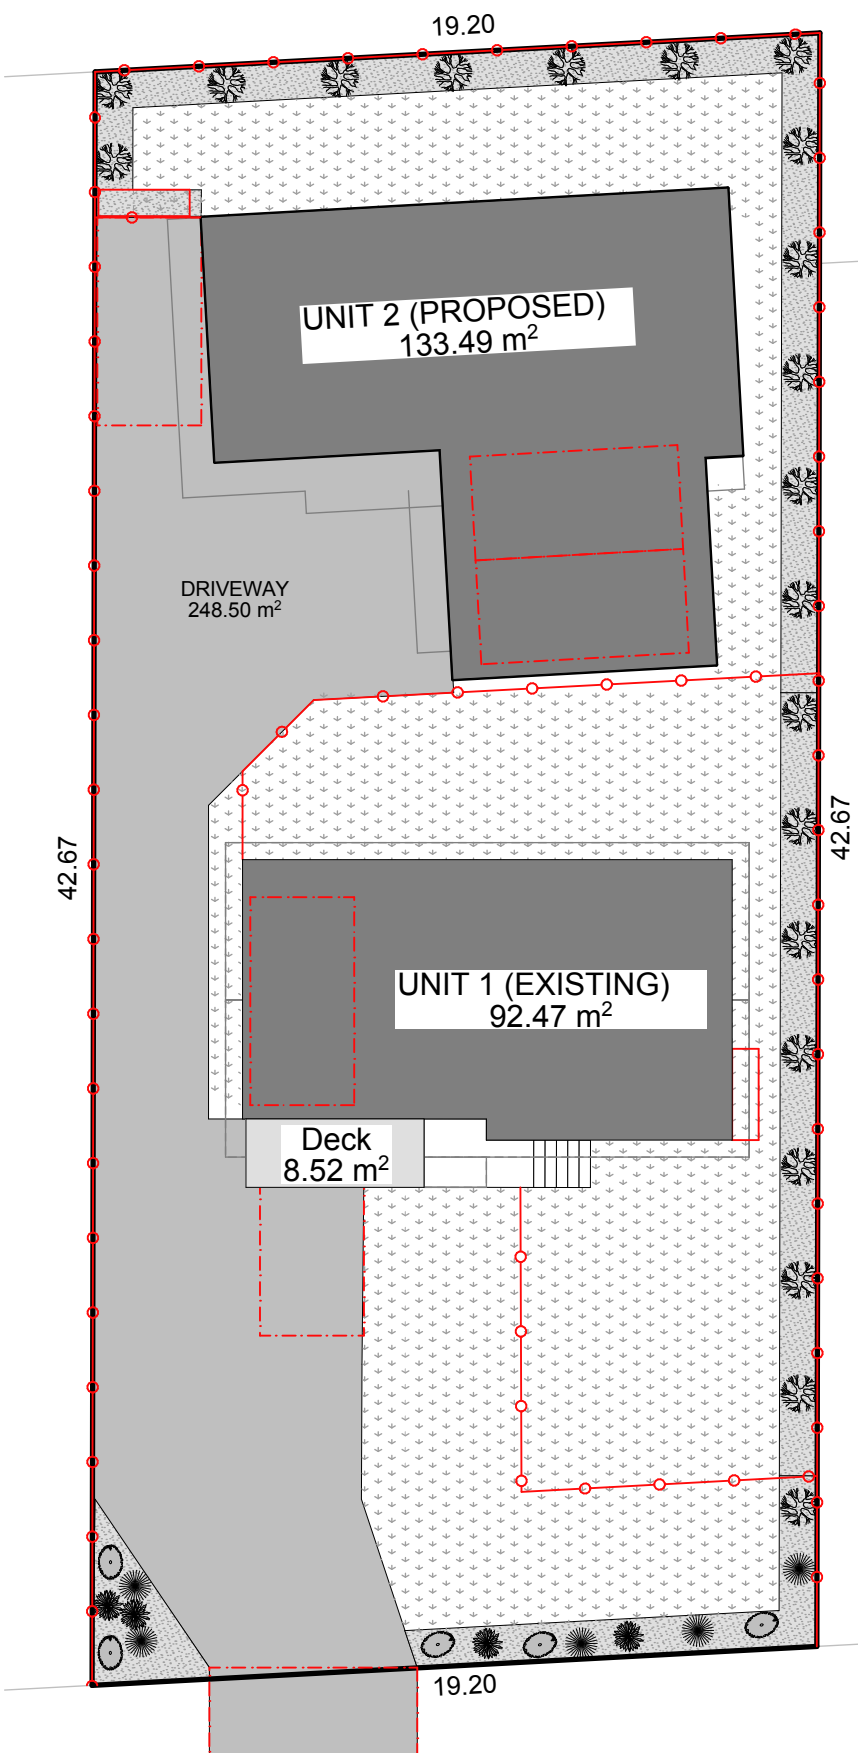 19.20
UNIT 2 (PROPOSED)
133.49 m²
DRIVEWAY
248.50 m²
42.67
42.67
UNIT 1 (EXISTING)
92.47 m²
Deck
8.52 m²
19.20